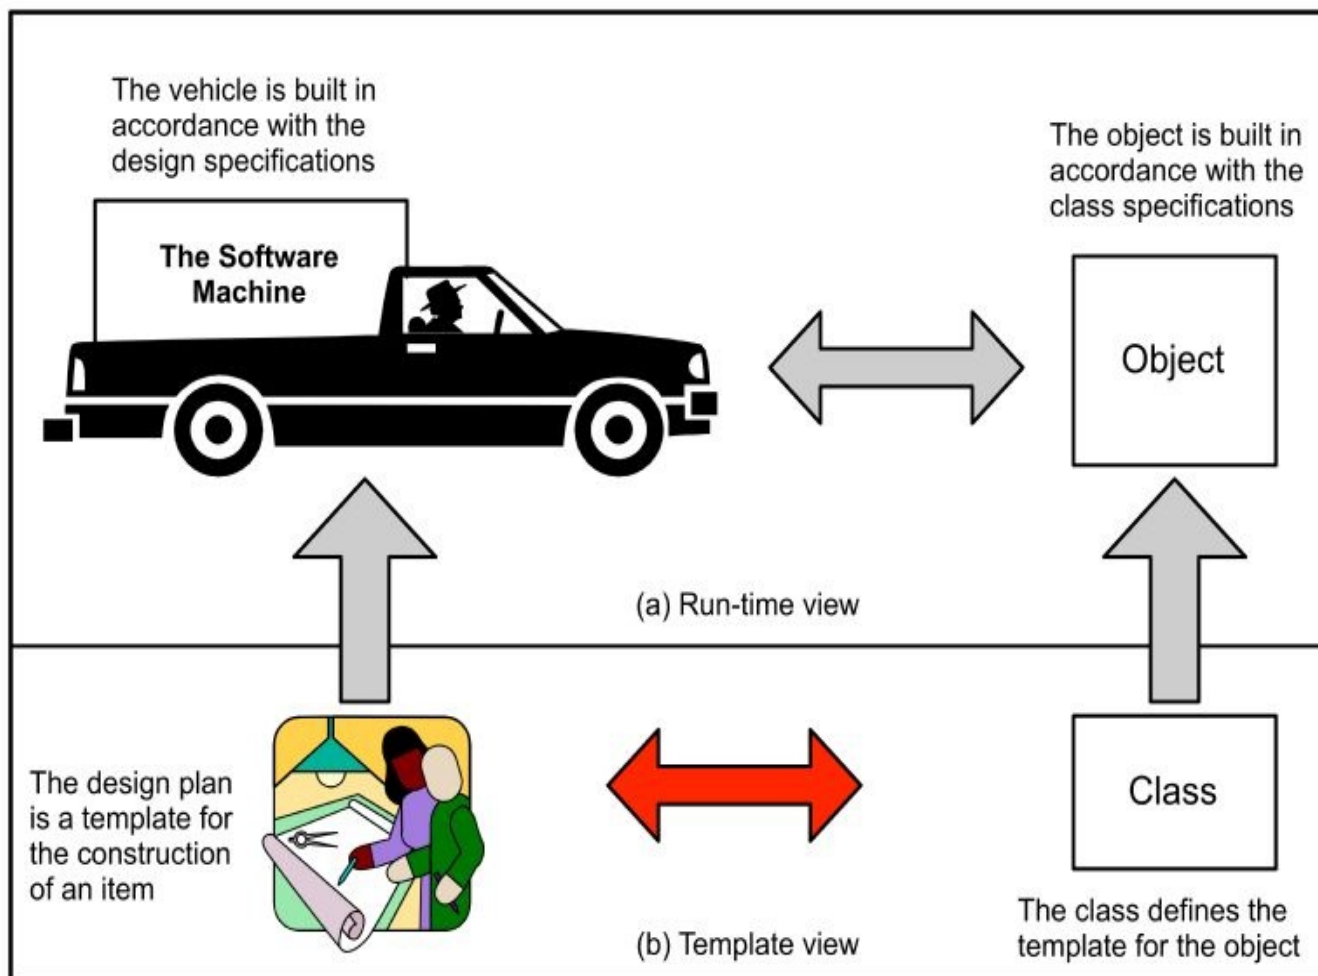 The vehicle is built in
accordance with the
design specifications
The Software
Machine
The object is built in
accordance with the
class specifications
Object
(a) Run-time view
The design plan
is a template for
the construction
of an item
Class
The class defines the
template for the object
(b) Template view